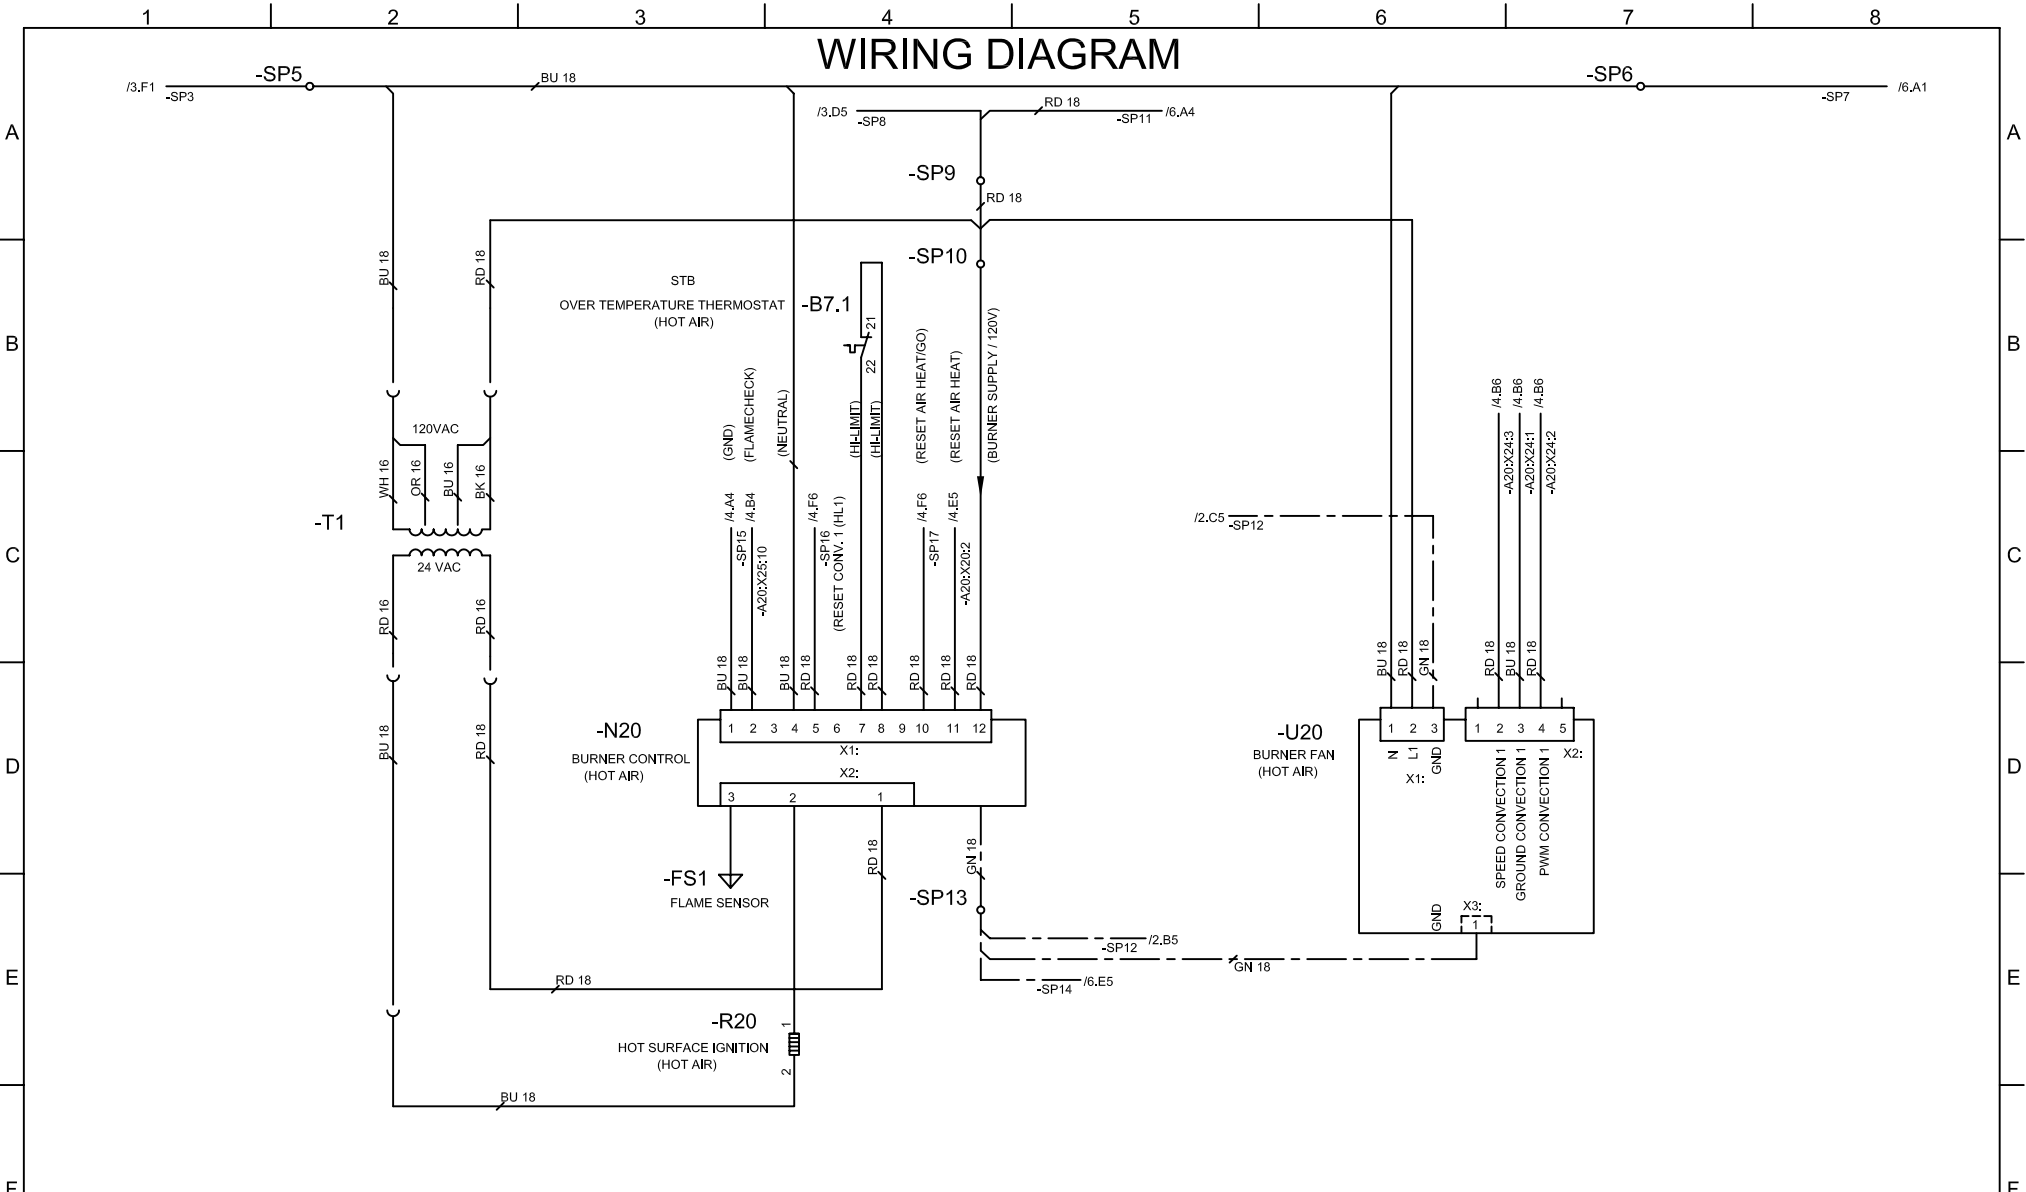 1 2 3 4 5 6 7 8
WIRING DIAGRAM
/3.F1
-SP3
-SP5
BU 18
-SP6
-SP7
/6.A1
A
A
/3.D5
-SP8
RD 18
-SP11
/6.A4
-SP9
RD 18
-SP10
BU 18
RD 18
STB
OVER TEMPERATURE THERMOSTAT
(HOT AIR)
-B7.1
21
22
B
B
(GND)
(FLAMECHECK)
(NEUTRAL)
(HI-LIMIT)
(HI-LIMIT)
(RESET AIR HEAT/GO)
(RESET AIR HEAT)
(BURNER SUPPLY / 120V)
/4.B6
/4.B6
/4.B6
-A20:X24:3
-A20:X24:1
-A20:X24:2
120VAC
WH 16
OR 16
BU 16
BK 16
-T1
24 VAC
C
C
/4.A4
-SP15
/4.B4
-A20:X25:10
/4.F6
-SP16
(RESET CONV. 1 (HL1)
/4.F6
-SP17
/4.E5
-A20:X20:2
/2.C5
-SP12
RD 16
RD 16
BU 18
BU 18
BU 18
RD 18
RD 18
RD 18
RD 18
RD 18
RD 18
BU 18
RD 18
GN 18
RD 18
BU 18
RD 18
-N20
BURNER CONTROL
(HOT AIR)
1 2 3 4 5 6 7 8 9 10 11 12
X1:
X2:
3 2 1
-U20
BURNER FAN
(HOT AIR)
1 2 3
N
L1
GND
X1:
1 2 3 4 5
X2:
SPEED CONVECTION 1
GROUND CONVECTION 1
PWM CONVECTION 1
D
D
BU 18
RD 18
-FS1
FLAME SENSOR
RD 18
GN 18
-SP13
GND
X3:
1
-SP12
/2.B5
GN 18
-SP14
/6.E5
E
E
RD 18
-R20
HOT SURFACE IGNITION
(HOT AIR)
1
2
BU 18
F
F